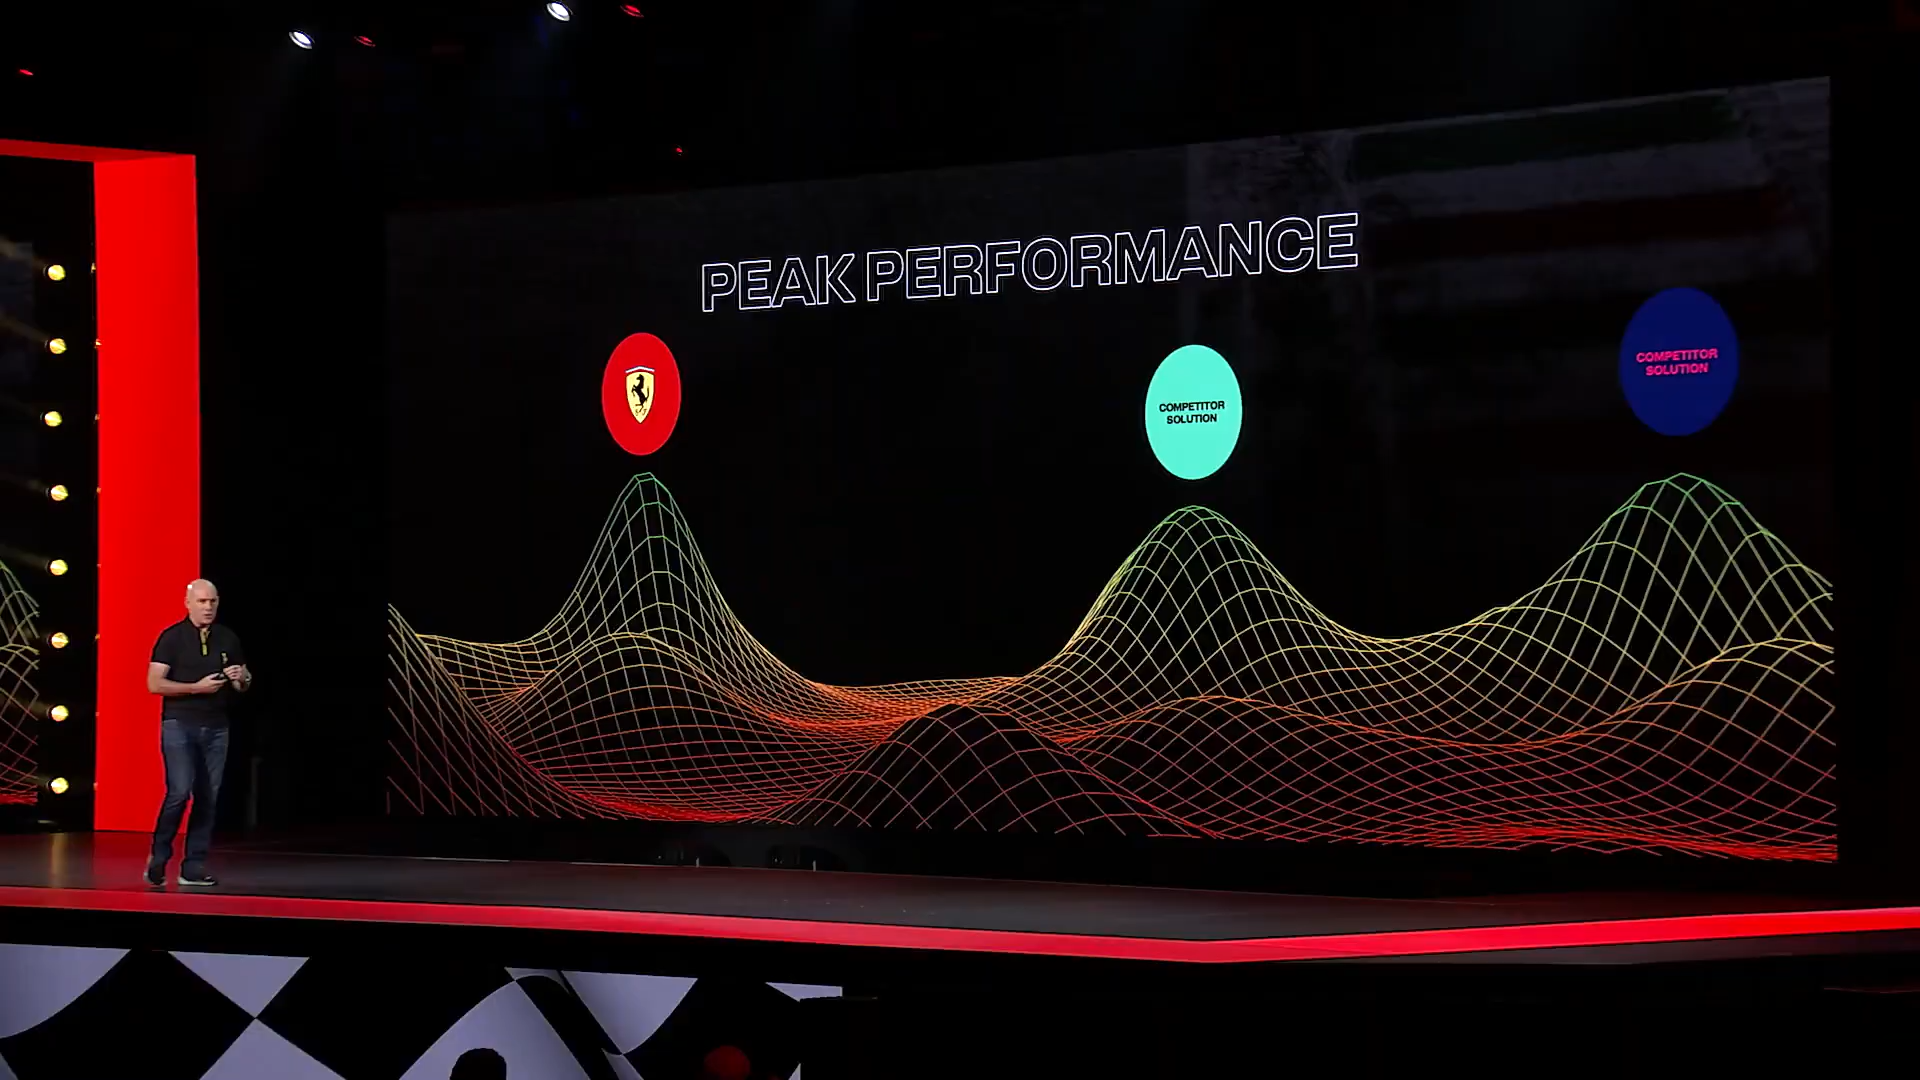 PEAK PERFORMANCE
COMPETITOR
SOLUTION
COMPETITOR
SOLUTION